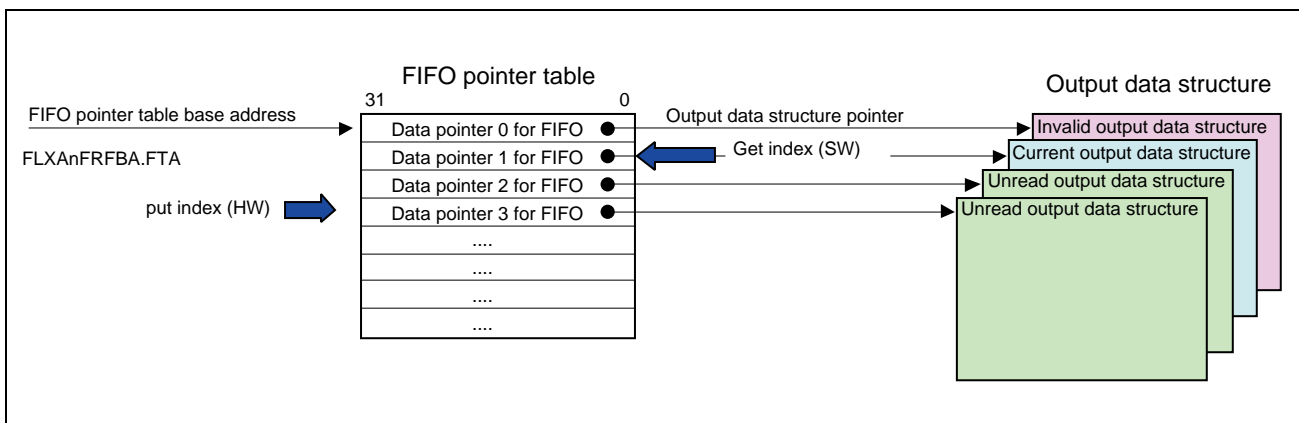 FIFO pointer table
Output data structure
31 0
FIFO pointer table base address
Output data structure pointer
Data pointer 0 for FIFO
Invalid output data structure
FLXAnFRFBA.FTA
Data pointer 1 for FIFO
Get index (SW)
Current output data structure
Data pointer 2 for FIFO
Unread output data structure
put index (HW)
Data pointer 3 for FIFO
Unread output data structure
....
....
....
....